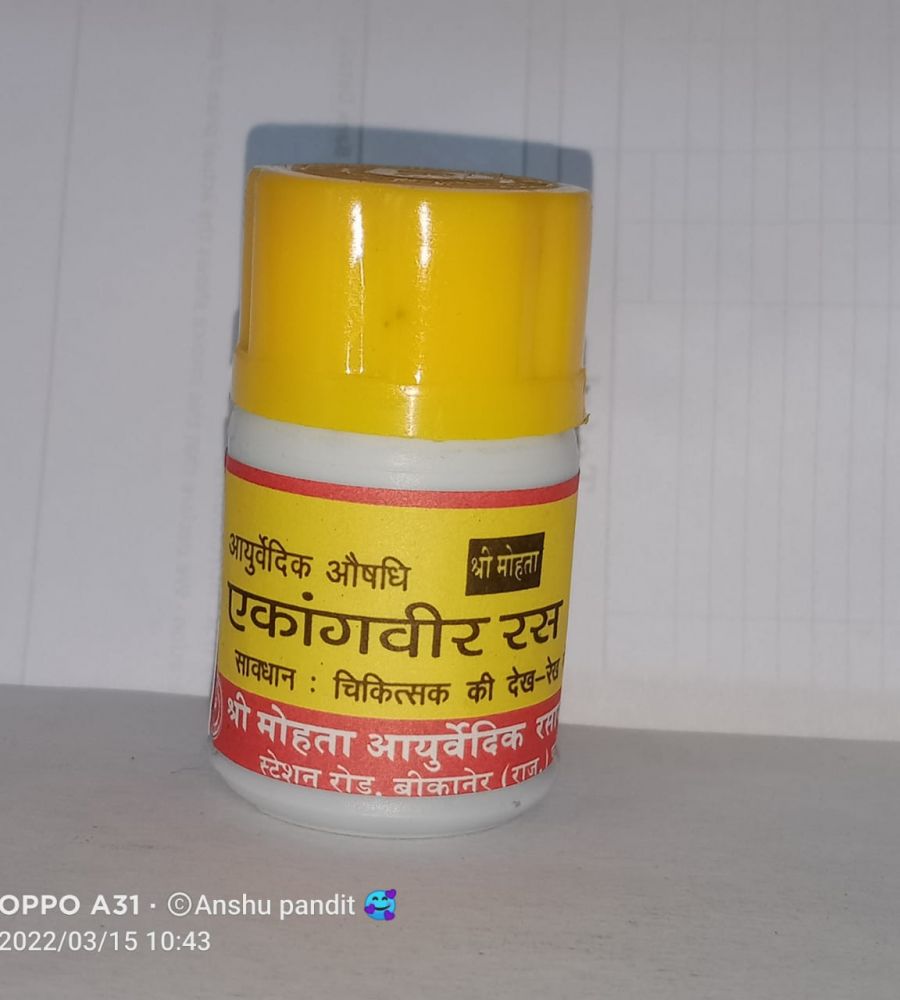 आयुर्वेदिक औषधि
श्री मोहता
एकांगवीर रस
सावधान : चिकित्सक की देख-रेख
श्री मोहता आयुर्वेदिक
स्टेशन रोड, बीकानेर (राज.)
OPPO A31 · ©Anshu pandit 🥰
2022/03/15 10:43